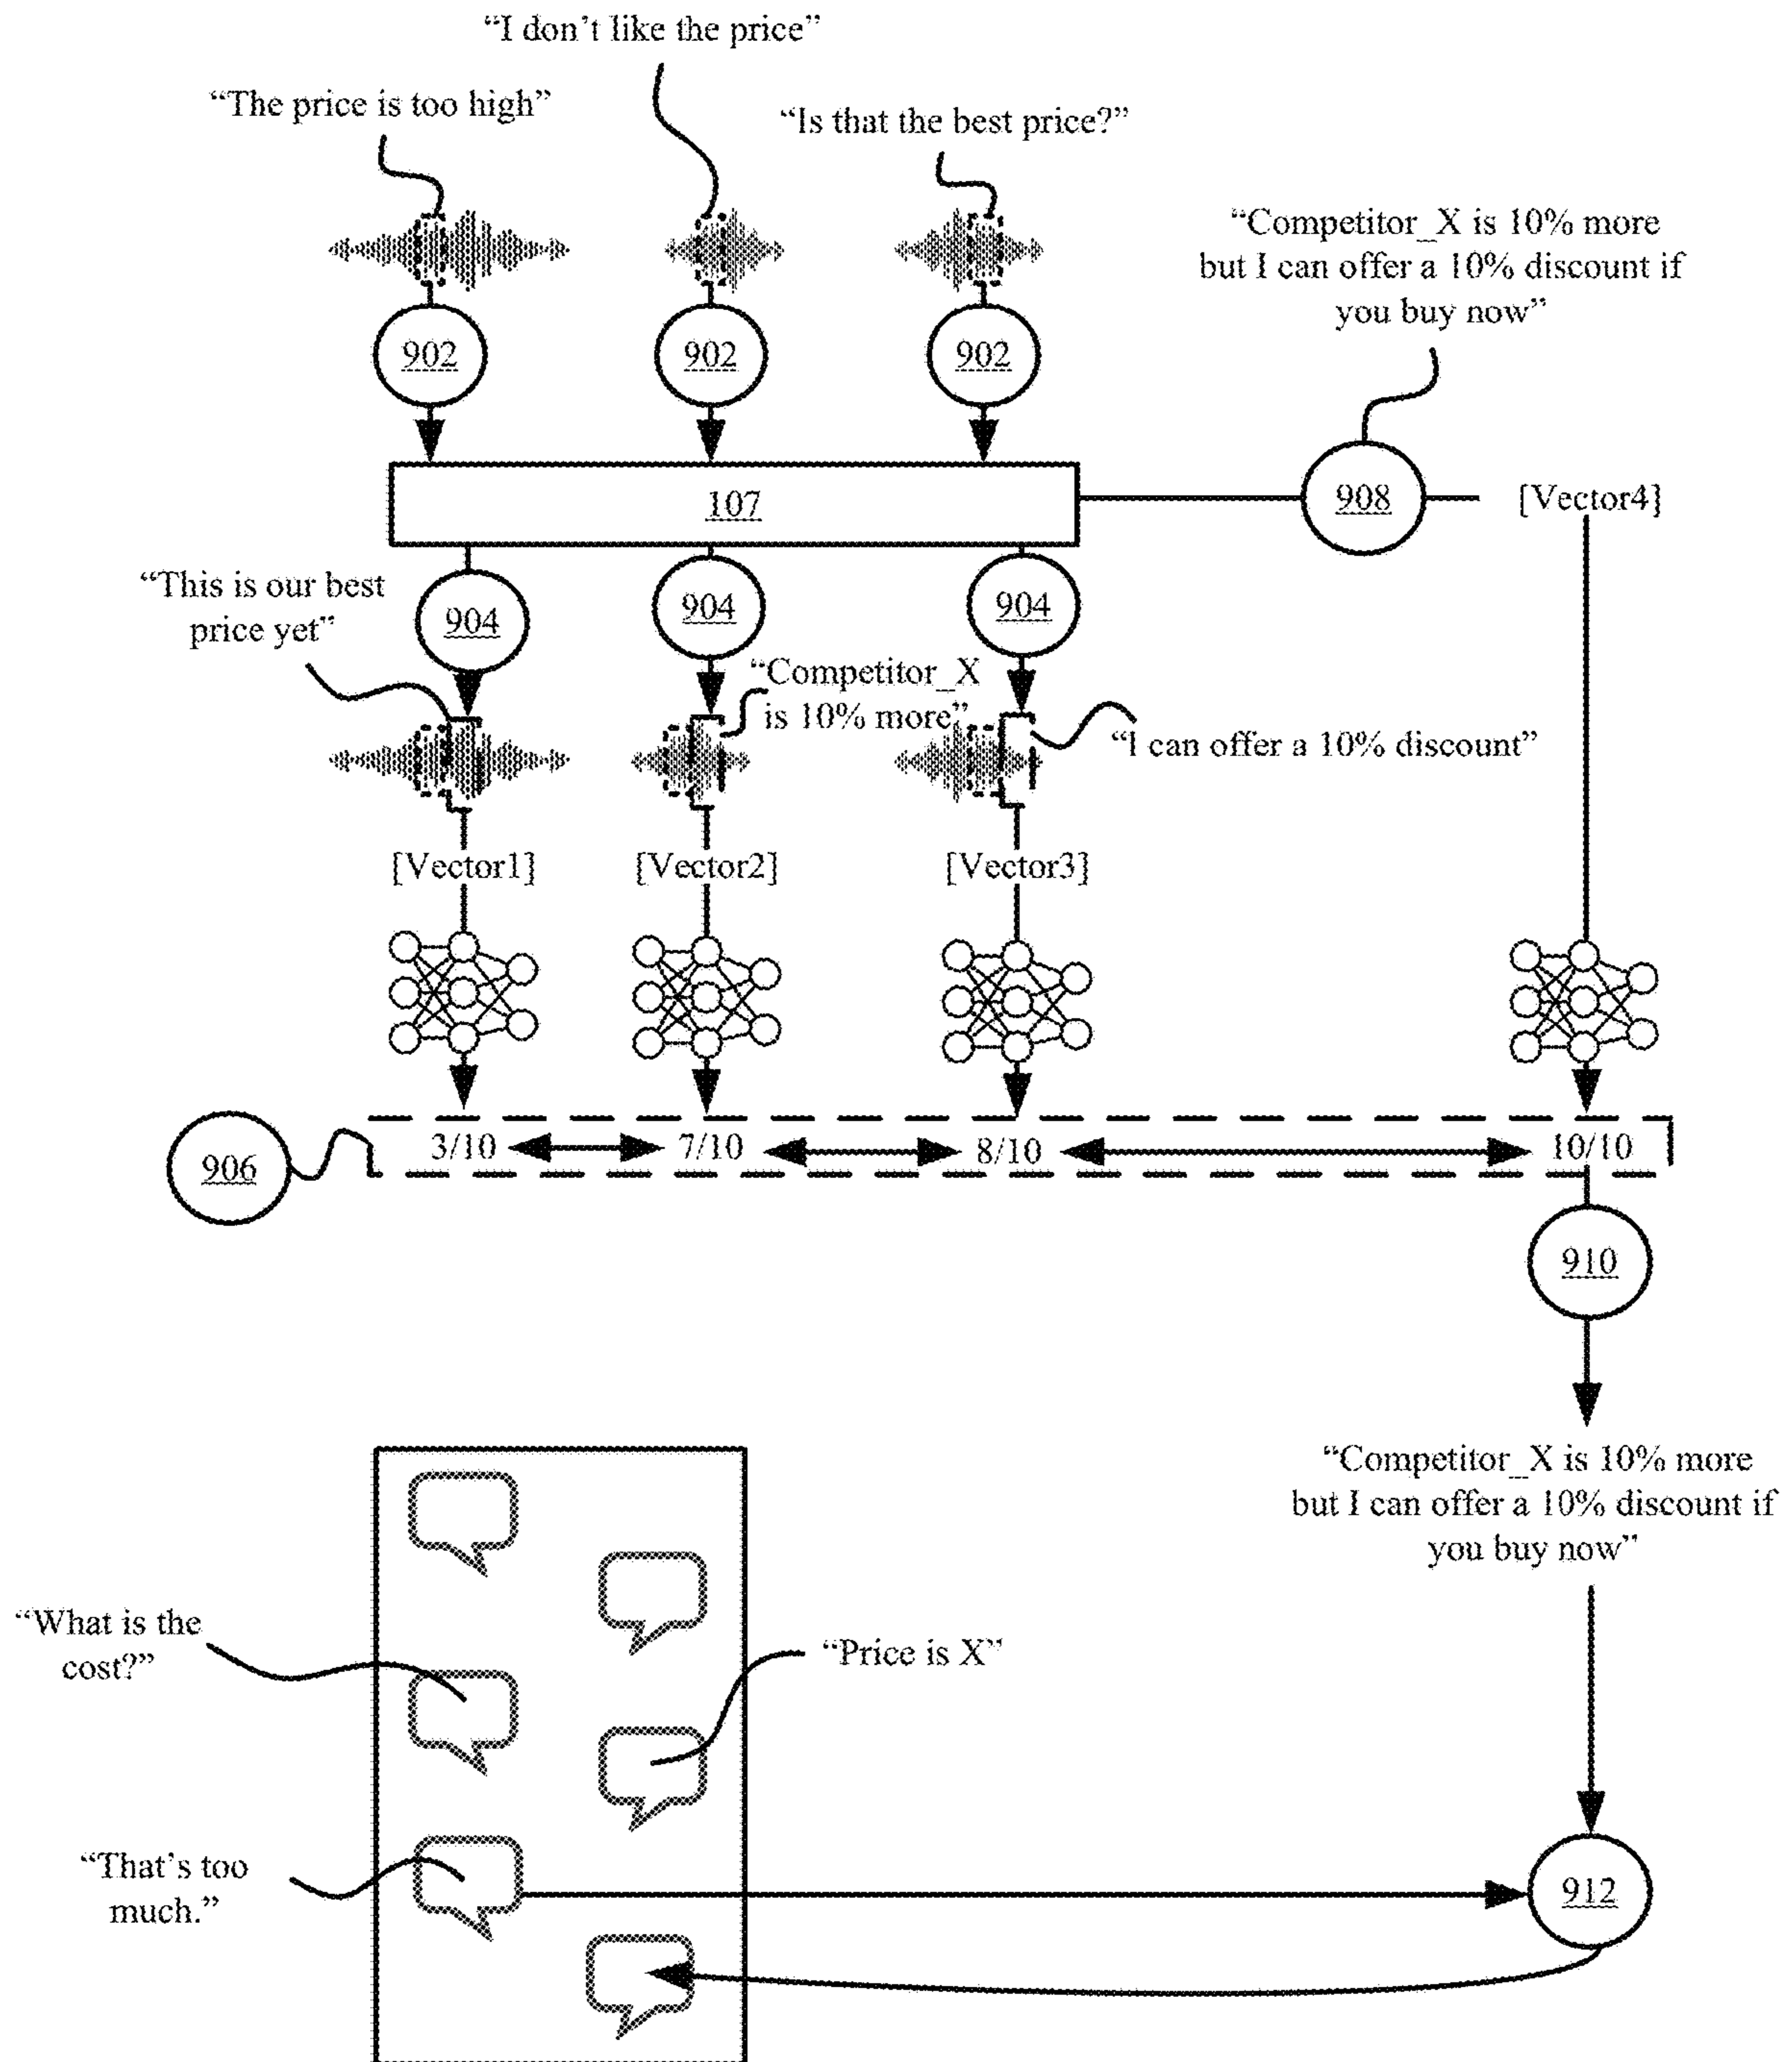 “I don’t like the price”
“The price is too high”
“Is that the best price?”
“Competitor_X is 10% more
but I can offer a 10% discount if
you buy now”
902
902
902
107
908
[Vector4]
“This is our best
price yet”
904
904
904
“Competitor_X
is 10% more”
“I can offer a 10% discount”
[Vector1]
[Vector2]
[Vector3]
906
3/10
7/10
8/10
10/10
910
“Competitor_X is 10% more
but I can offer a 10% discount if
you buy now”
“What is the
cost?”
“Price is X”
“That’s too
much.”
912